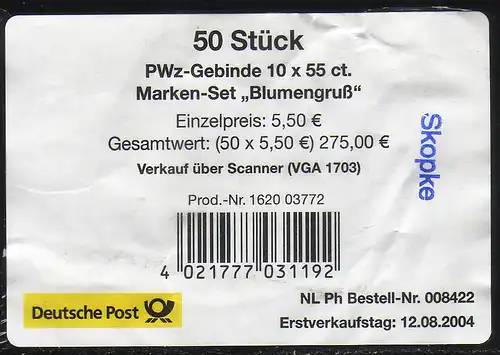 50 Stück
PWz-Gebinde 10 x 55 ct.
Marken-Set „Blumengruß“
Einzelpreis: 5,50 €
Gesamtwert: (50 x 5,50 €) 275,00 €
Verkauf über Scanner (VGA 1703)
Skopke
Prod.-Nr. 1620 03772
4 021777 031192
Deutsche Post
NL Ph Bestell-Nr. 008422
Erstverkaufstag: 12.08.2004